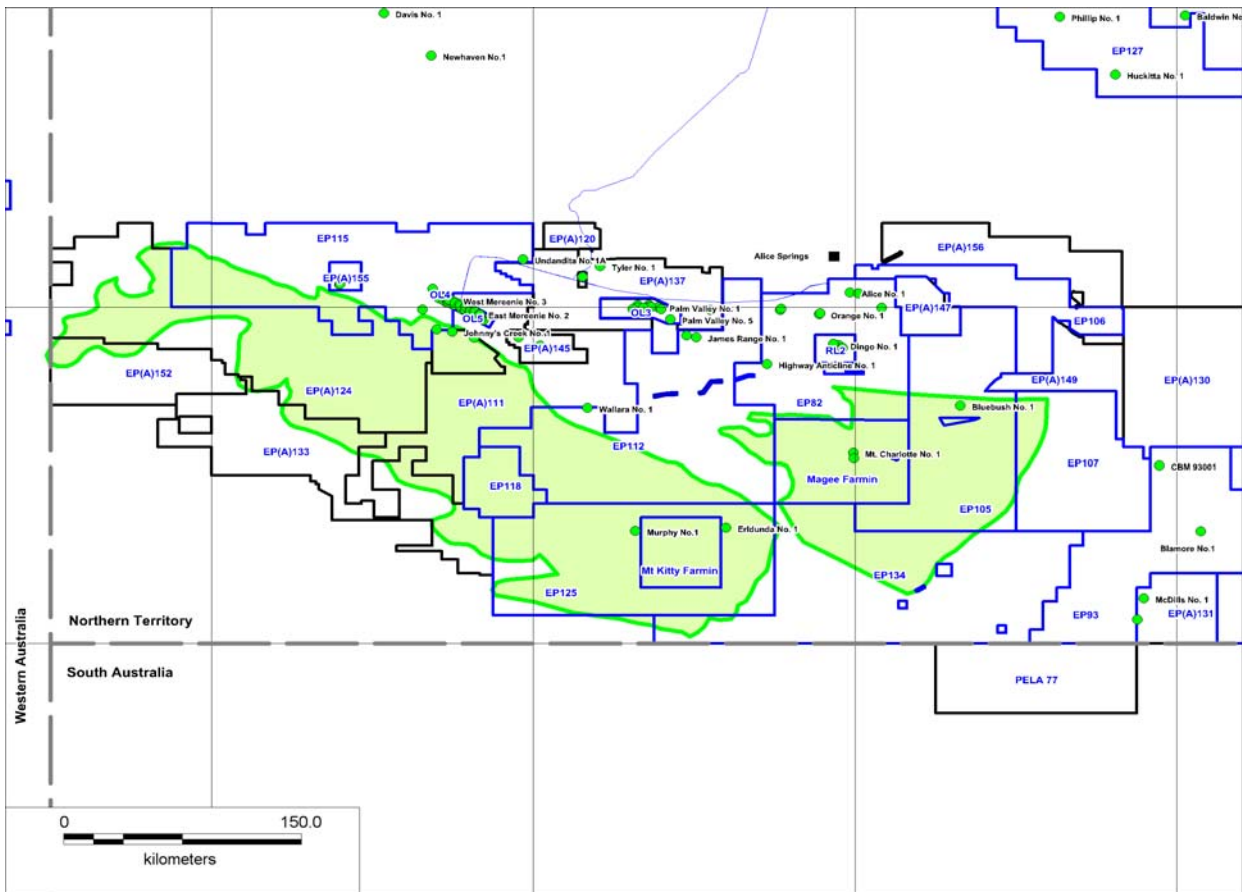 Davis No. 1
Phillip No. 1
Baldwin No
Newhaven No.1
EP127
Huckitta No. 1
EP115
EP(A)120
EP(A)156
Undandita No. 1A
Alice Springs
Tyler No. 1
EP(A)155
EP(A)137
OL4
West Mereenie No. 3
Alice No. 1
EP(A)147
OL3
Palm Valley No. 1
OL5
East Mereenie No. 2
Orange No. 1
Palm Valley No. 5
EP106
Johnny's Creek No. 1
James Range No. 1
EP(A)145
RL2
Dingo No. 1
EP(A)130
Highway Anticline No. 1
EP(A)152
EP(A)149
EP(A)124
EP(A)111
EP82
Wallara No. 1
Bluebush No. 1
EP112
EP(A)133
Mt. Charlotte No. 1
EP107
CBM 93001
Magee Farmin
EP118
EP105
Murphy No.1
Erldunda No. 1
Blamore No.1
Mt Kitty Farmin
EP134
EP125
McDills No. 1
EP93
EP(A)131
Northern Territory
South Australia
Western Australia
PELA 77
0 150.0
kilometers